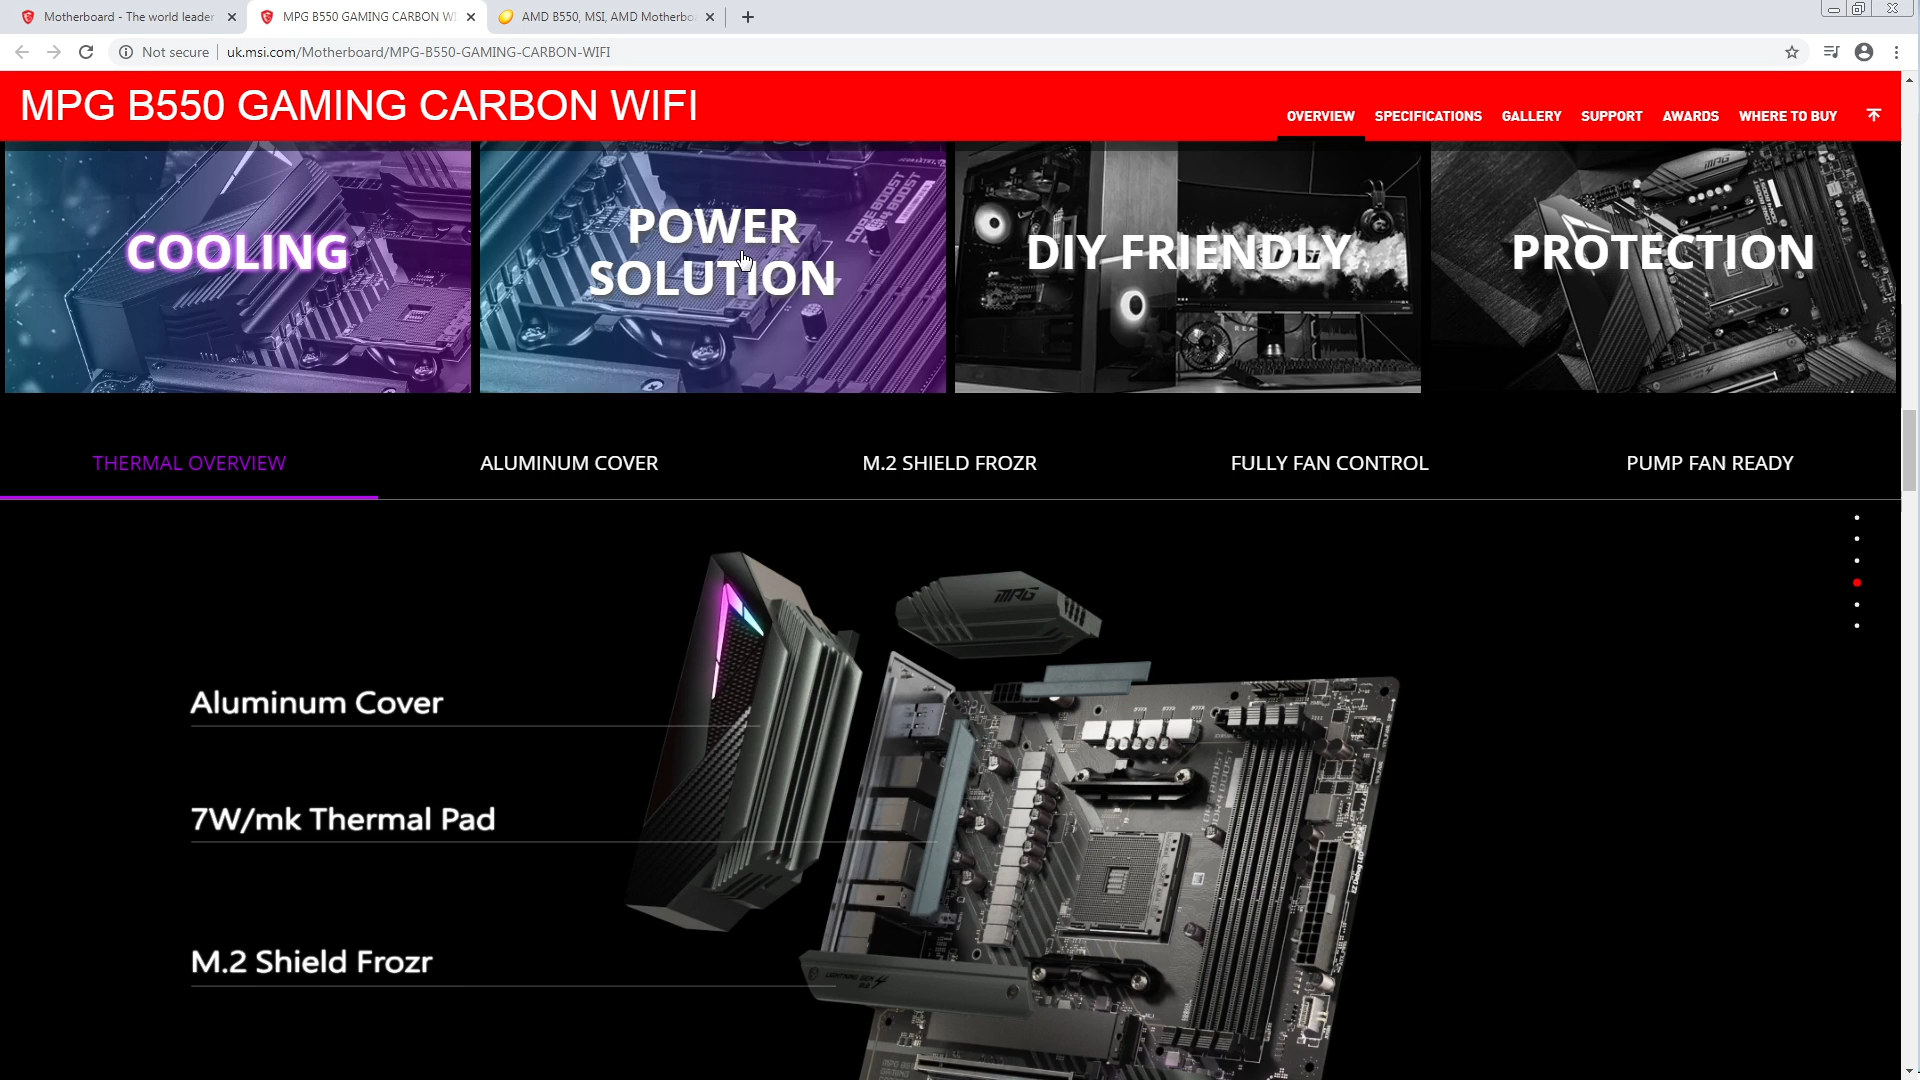 Motherboard - The world leader
MPG B550 GAMING CARBON WI
AMD B550, MSI, AMD Motherbo
Not secure
uk.msi.com/Motherboard/MPG-B550-GAMING-CARBON-WIFI
MPG B550 GAMING CARBON WIFI
OVERVIEW
SPECIFICATIONS
GALLERY
SUPPORT
AWARDS
WHERE TO BUY
COOLING
POWER
SOLUTION
DIY FRIENDLY
PROTECTION
THERMAL OVERVIEW
ALUMINUM COVER
M.2 SHIELD FROZR
FULLY FAN CONTROL
PUMP FAN READY
MPG
Aluminum Cover
7W/mk Thermal Pad
M.2 Shield Frozr